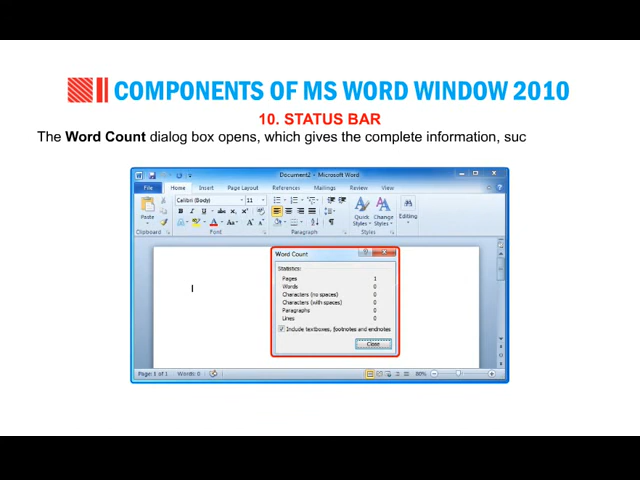 COMPONENTS OF MS WORD WINDOW 2010
10. STATUS BAR
The Word Count dialog box opens, which gives the complete information, suc
Document2 - Microsoft Word
File Home Insert Page Layout References Mailings Review View
Calibri (Body) 11
Paste
Quick Styles
Change Styles
Editing
Clipboard Font Paragraph Styles
Word Count
Statistics:
Pages 1
Words 0
Characters (no spaces) 0
Characters (with spaces) 0
Paragraphs 0
Lines 0
Include textboxes, footnotes and endnotes
Close
Page: 1 of 1 Words: 0 80%